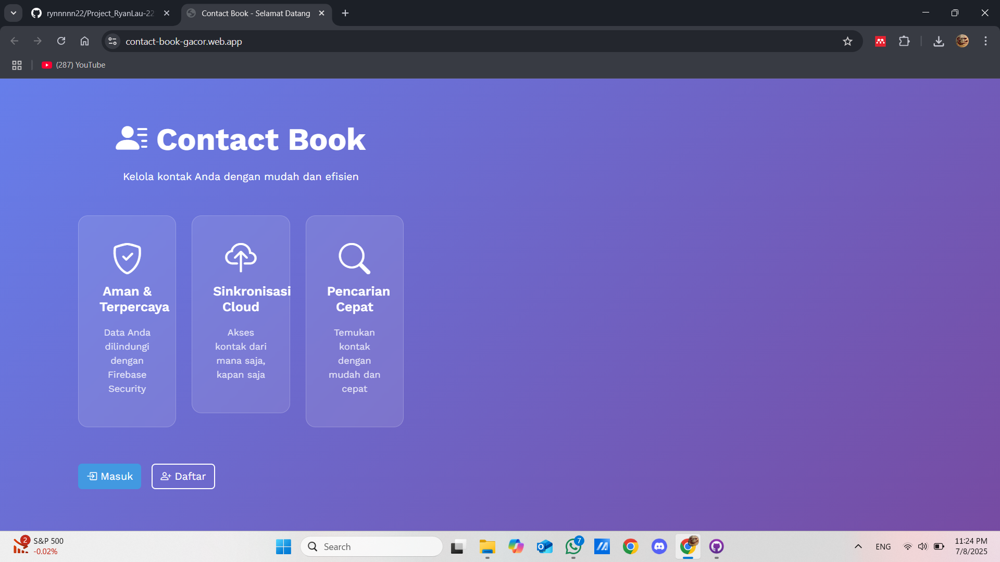 rynnnnn22/Project_RyanLau-22
Contact Book - Selamat Datang
contact-book-gacor.web.app
(287) YouTube
Contact Book
Kelola kontak Anda dengan mudah dan efisien
Aman &
Terpercaya
Data Anda
dilindungi
dengan
Firebase
Security
Sinkronisasi
Cloud
Akses
kontak dari
mana saja,
kapan saja
Pencarian
Cepat
Temukan
kontak
dengan
mudah dan
cepat
Masuk
Daftar
2
S&P 500
-0.02%
Search
7
ENG
11:24 PM
7/8/2025